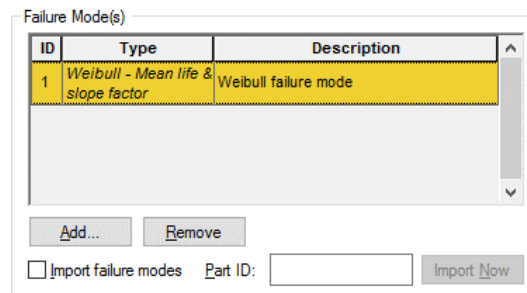 Failure Mode(s)
ID Type Description
1 Weibull - Mean life & slope factor Weibull failure mode
Add... Remove
Import failure modes Part ID: Import Now